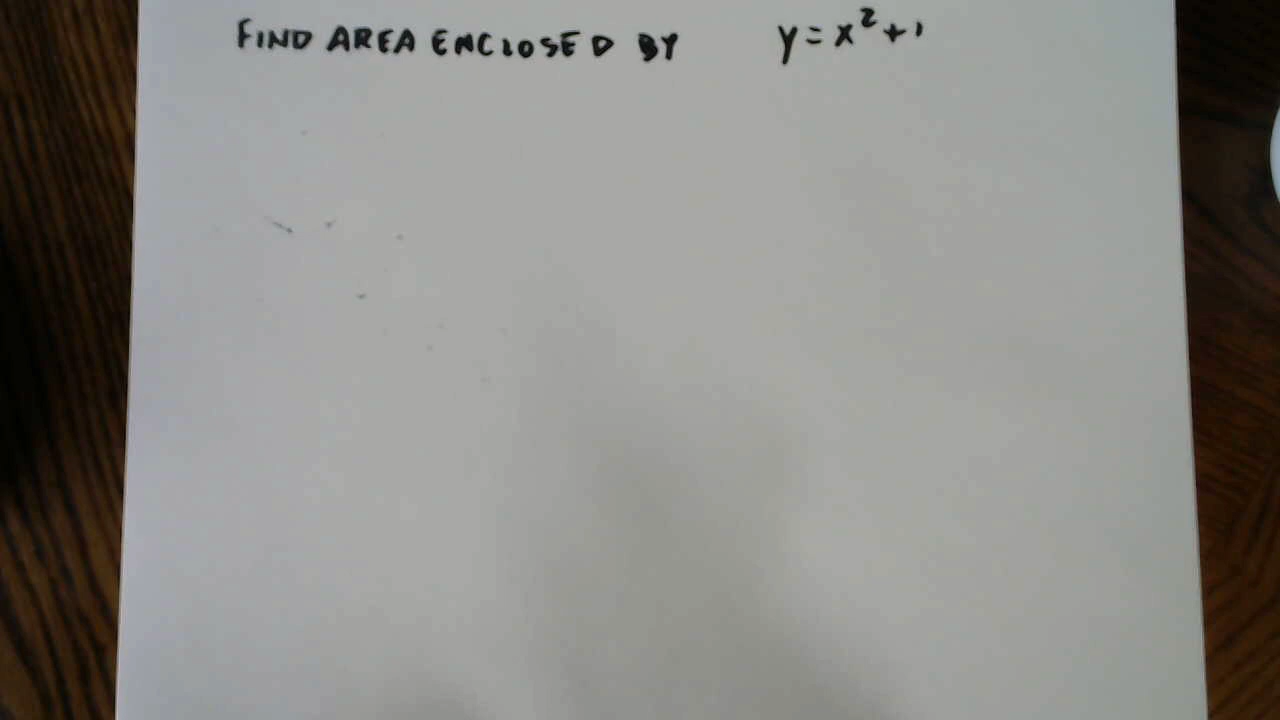 FIND AREA ENCLOSED BY y = x² + 1